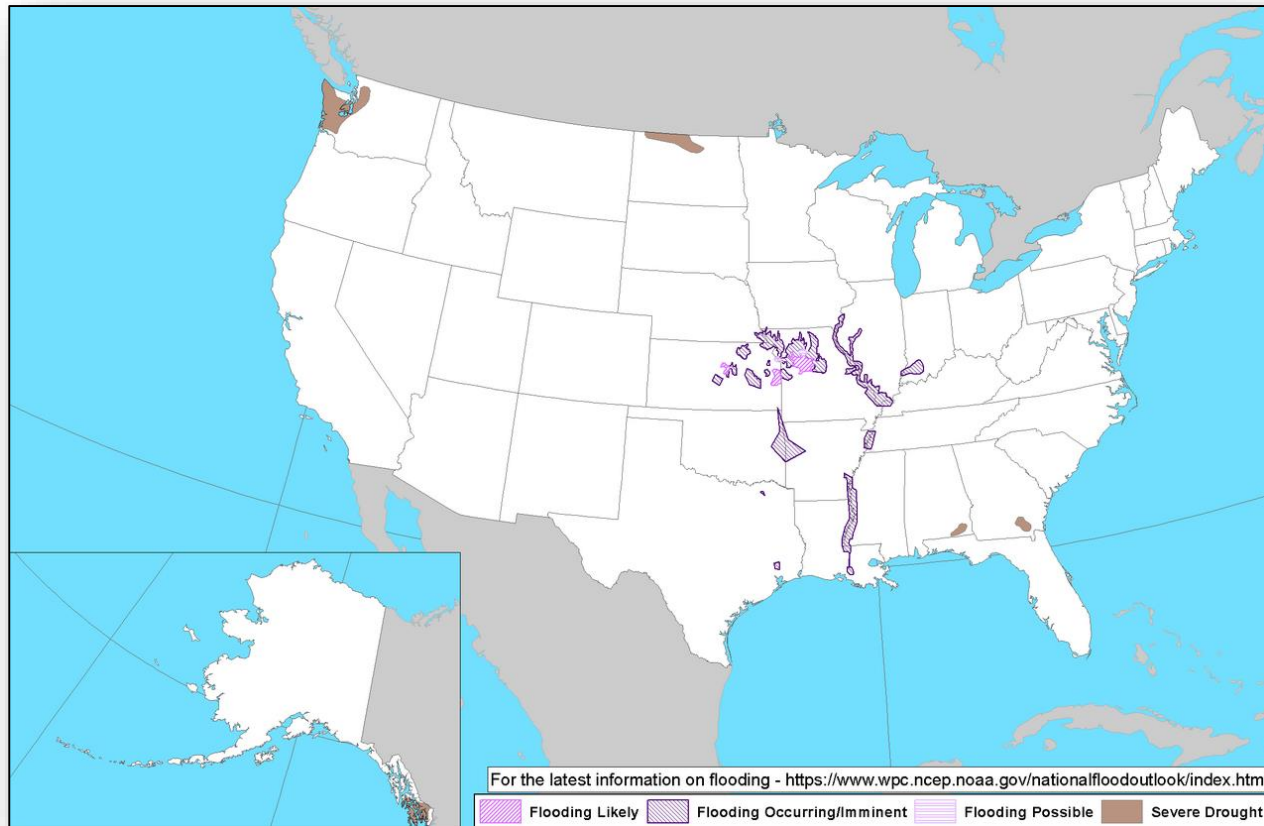 For the latest information on flooding - https://www.wpc.ncep.noaa.gov/nationalfloodoutlook/index.htm
Flooding Likely Flooding Occurring/Imminent Flooding Possible Severe Drought